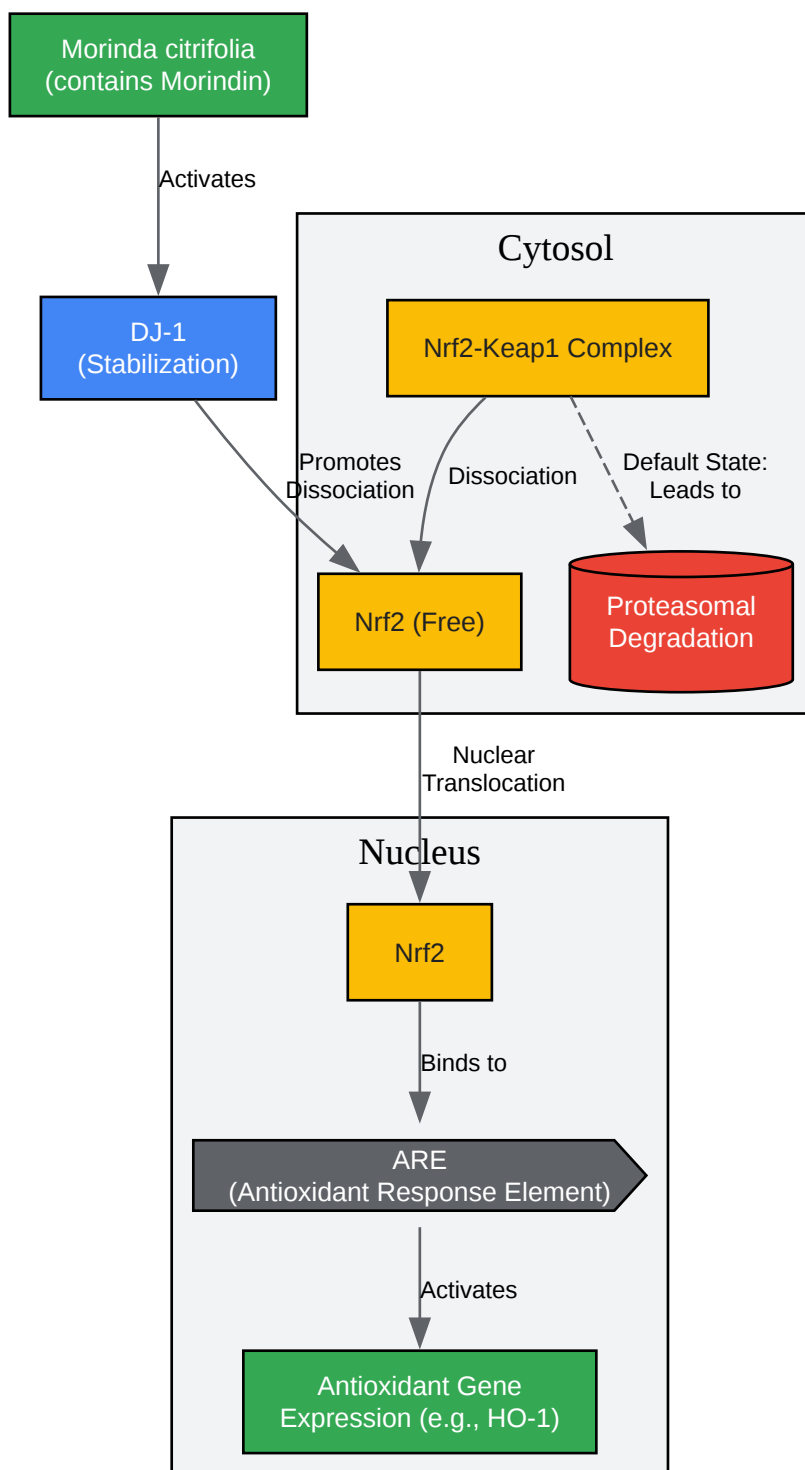 Morinda citrifolia
(contains Morindin)
Activates
Cytosol
DJ-1
(Stabilization)
Nrf2-Keap1 Complex
Promotes
Dissociation
Dissociation
Default State:
Leads to
Nrf2 (Free)
Proteasomal
Degradation
Nuclear
Translocation
Nucleus
Nrf2
Binds to
ARE
(Antioxidant Response Element)
Activates
Antioxidant Gene
Expression (e.g., HO-1)